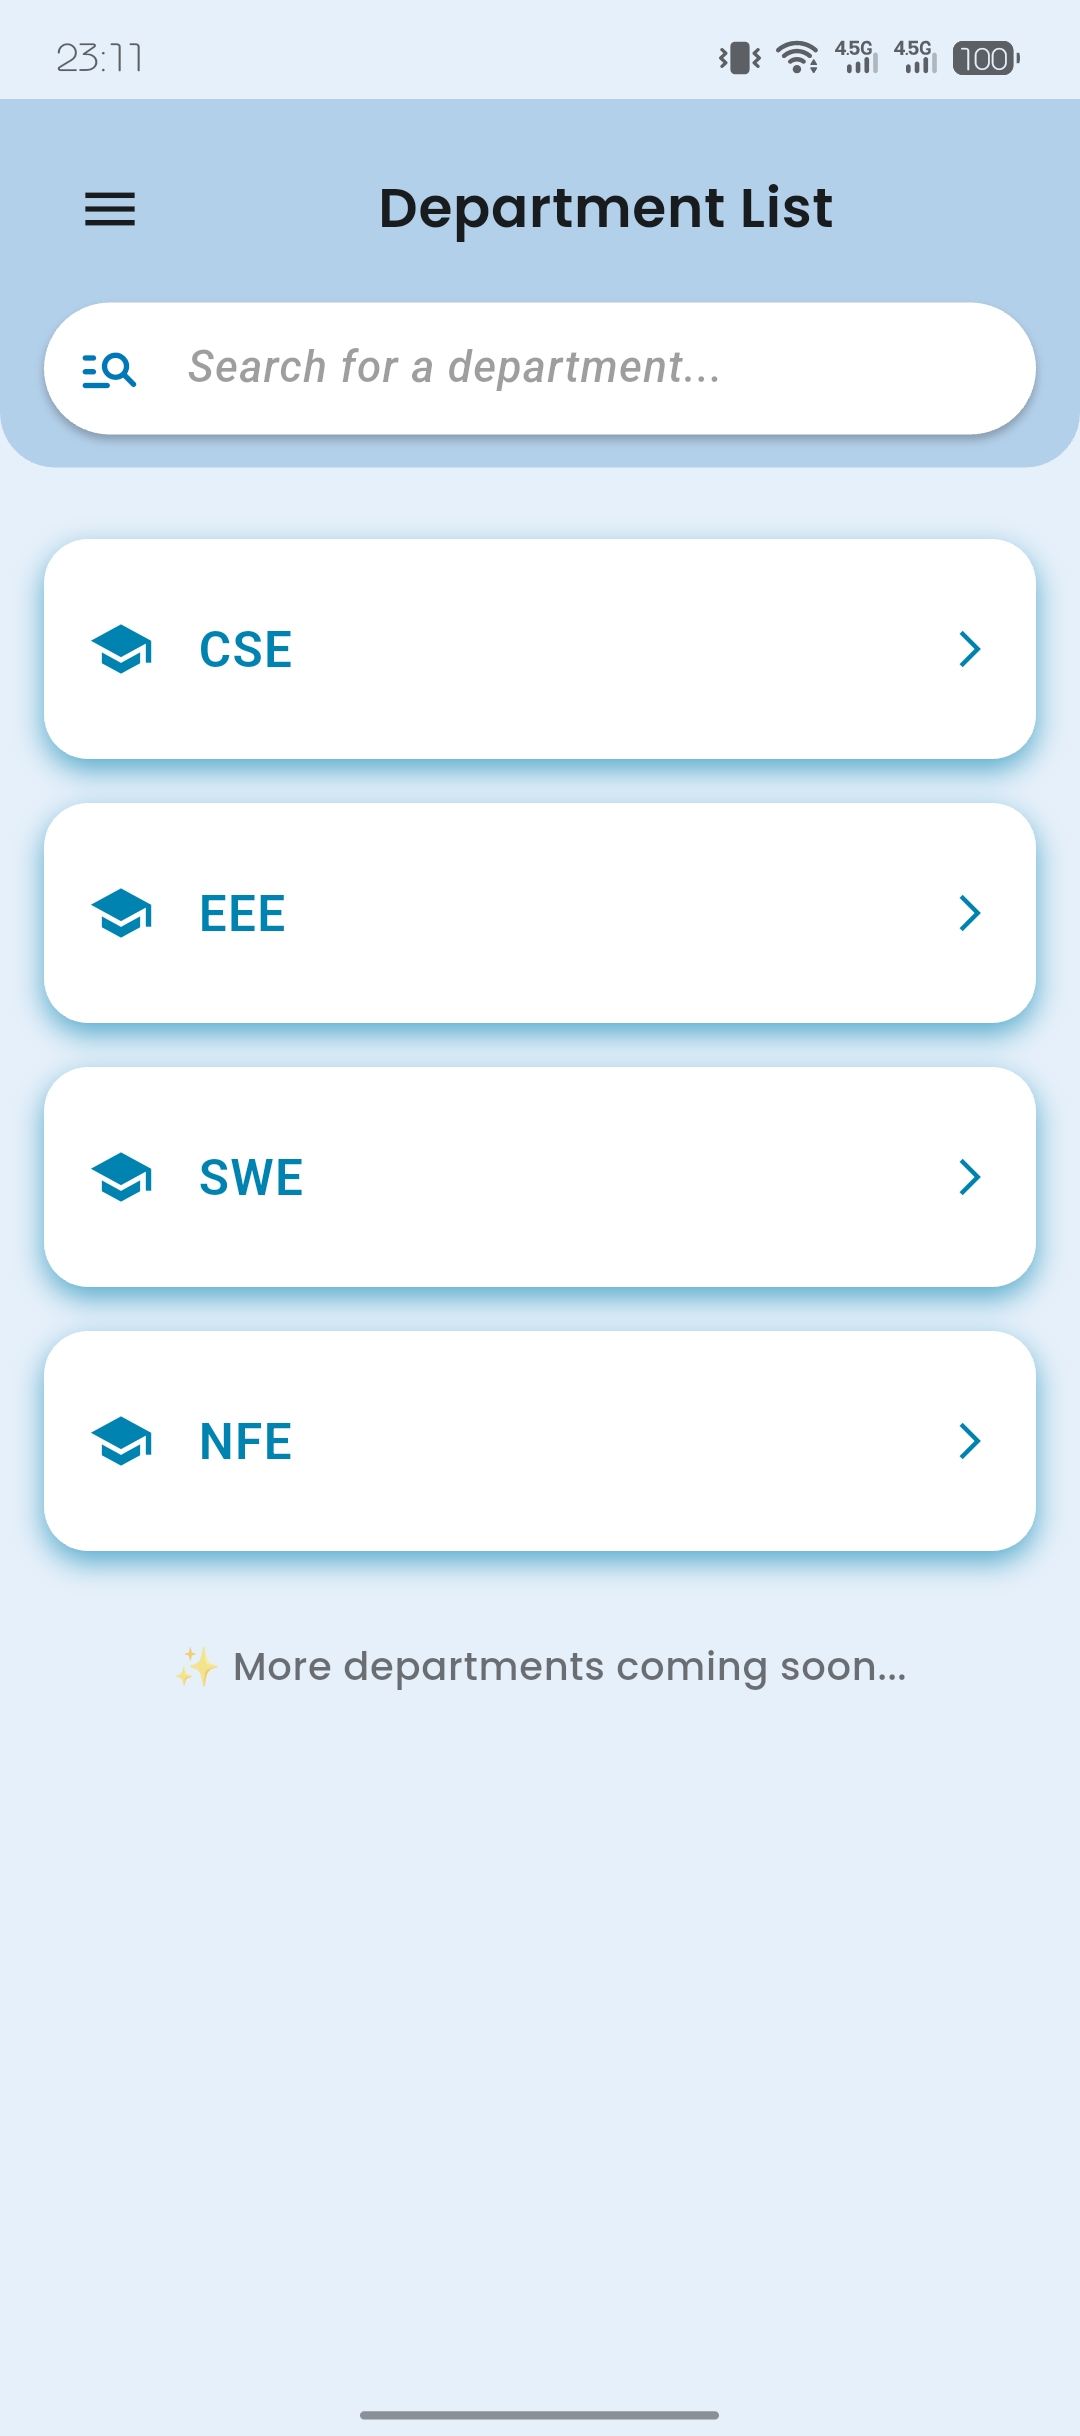 23:11
4.5G 4.5G 100
Department List
Search for a department...
CSE
EEE
SWE
NFE
✨ More departments coming soon...